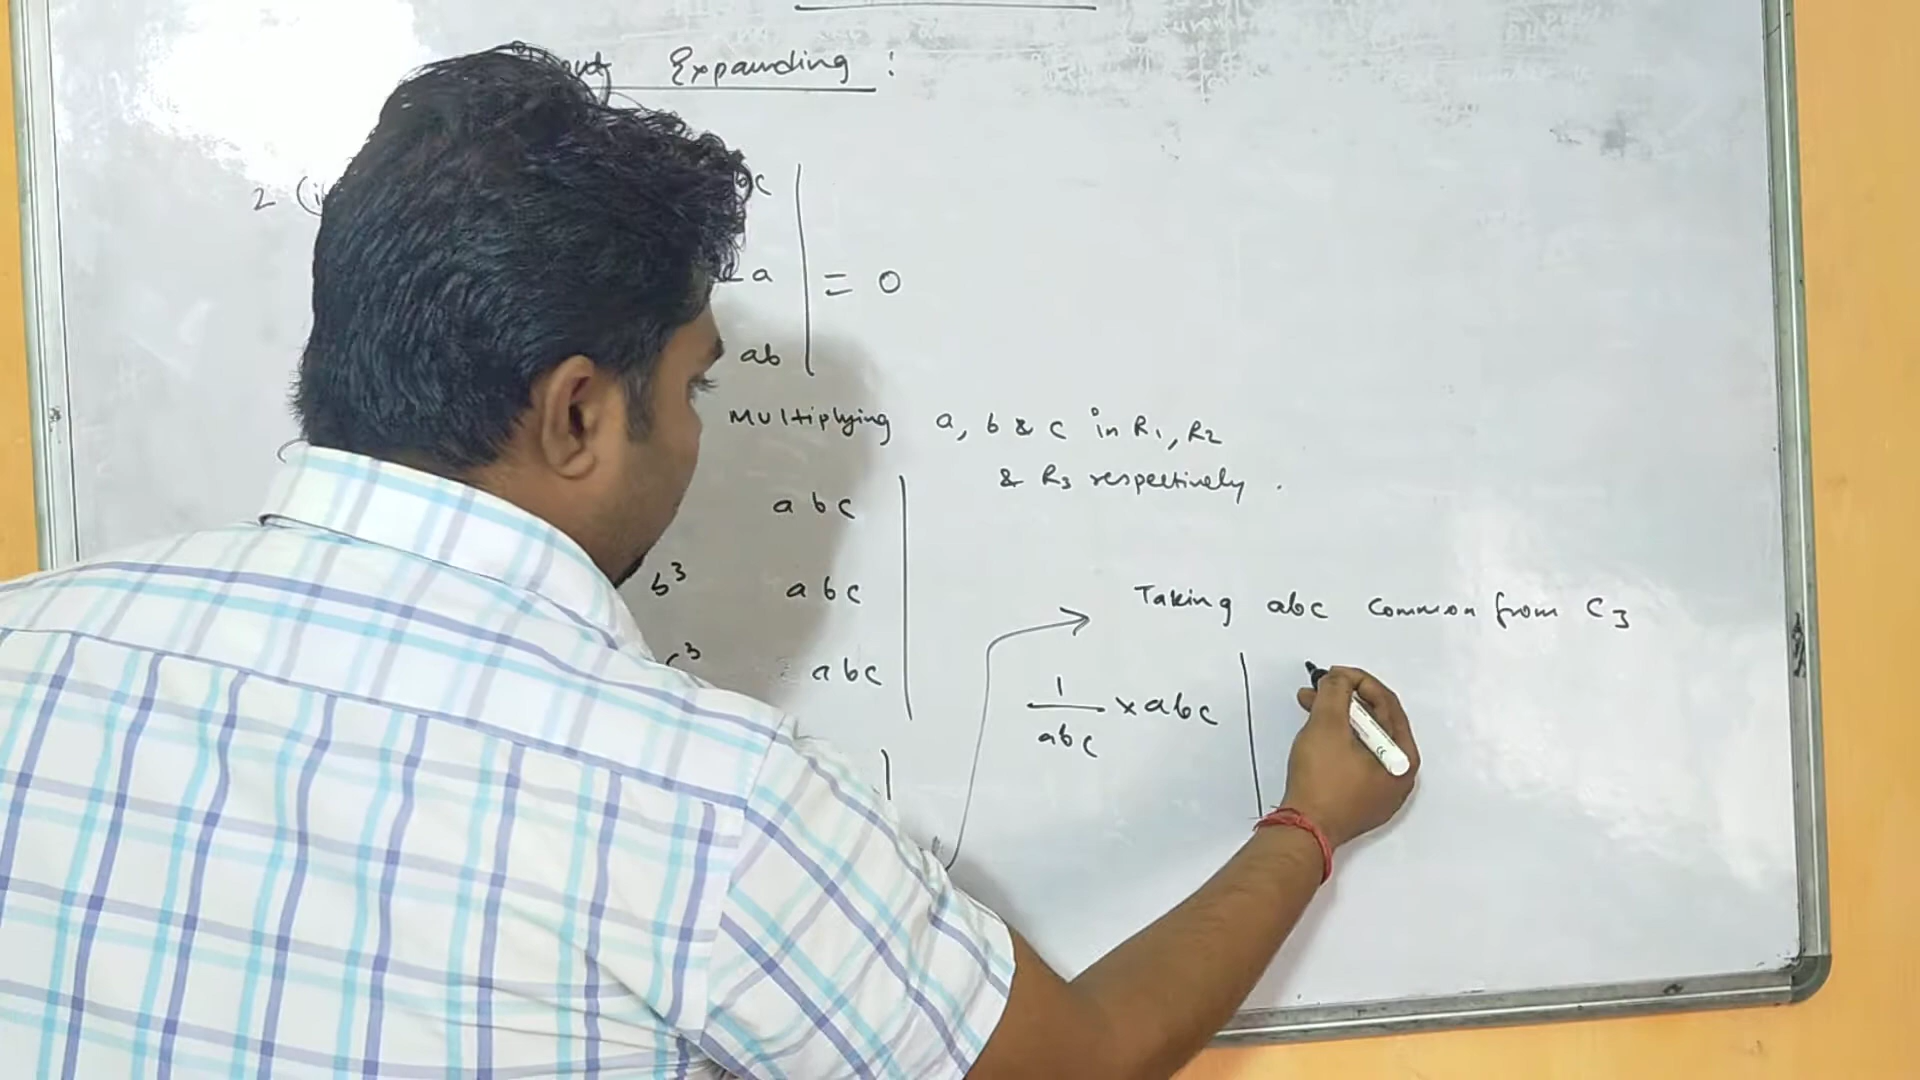 Expanding :
2 (i
bc
ca
= 0
ab
Multiplying a, b & c in R1, R2
& R3 respectively .
abc
b³ abc
c³ abc
Taking abc common from C3
1/abc × abc